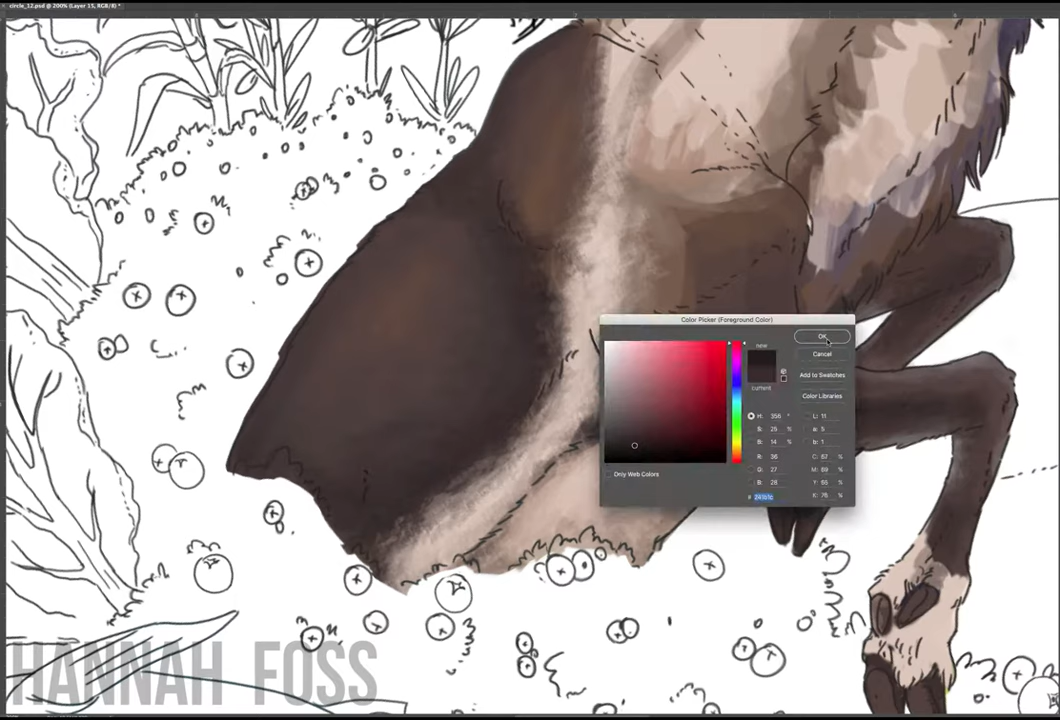 circle_12.psd @ 200% (Layer 15, RGB/8) *
Color Picker (Foreground Color)
new
current
OK
Cancel
Add to Swatches
Color Libraries
H: 356 °
S: 25 %
B: 14 %
R: 36
G: 27
B: 28
L: 11
a: 5
b: 1
C: 67 %
M: 69 %
Y: 65 %
K: 76 %
# 241b1c
Only Web Colors
HANNAH FOSS